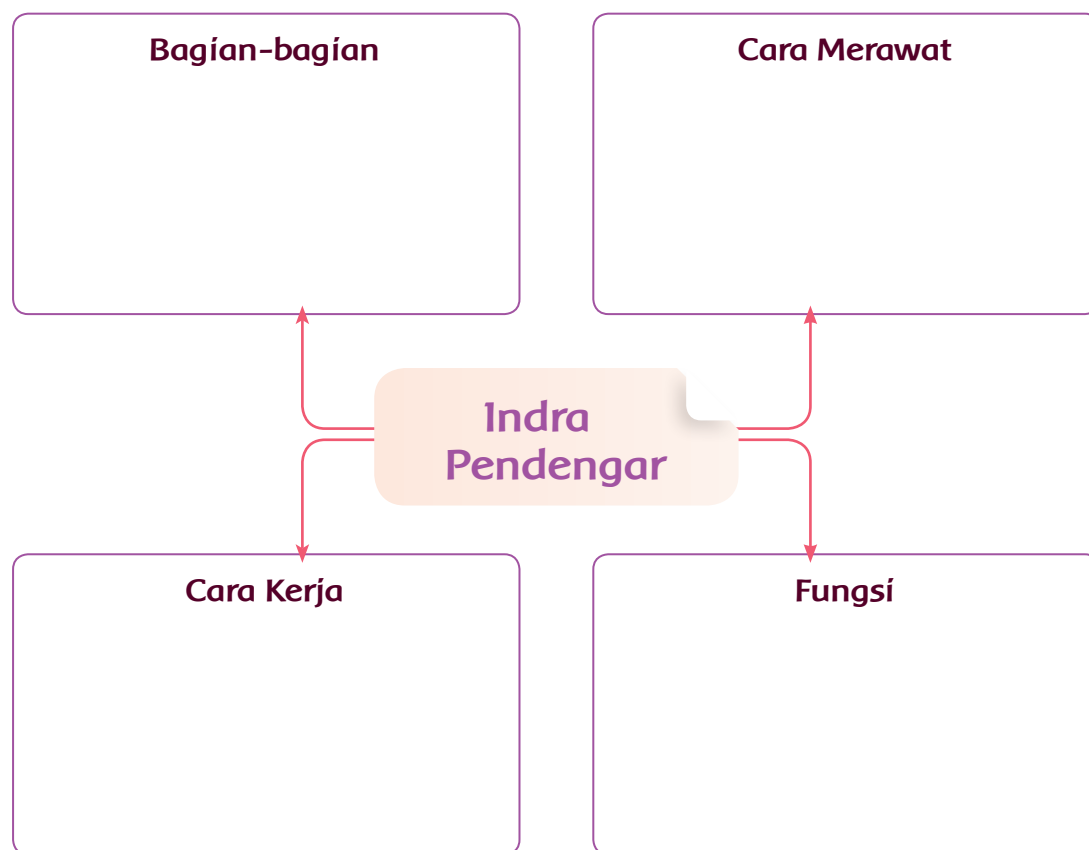 Bagian-bagian
Cara Merawat
Indra
Pendengar
Cara Kerja
Fungsi